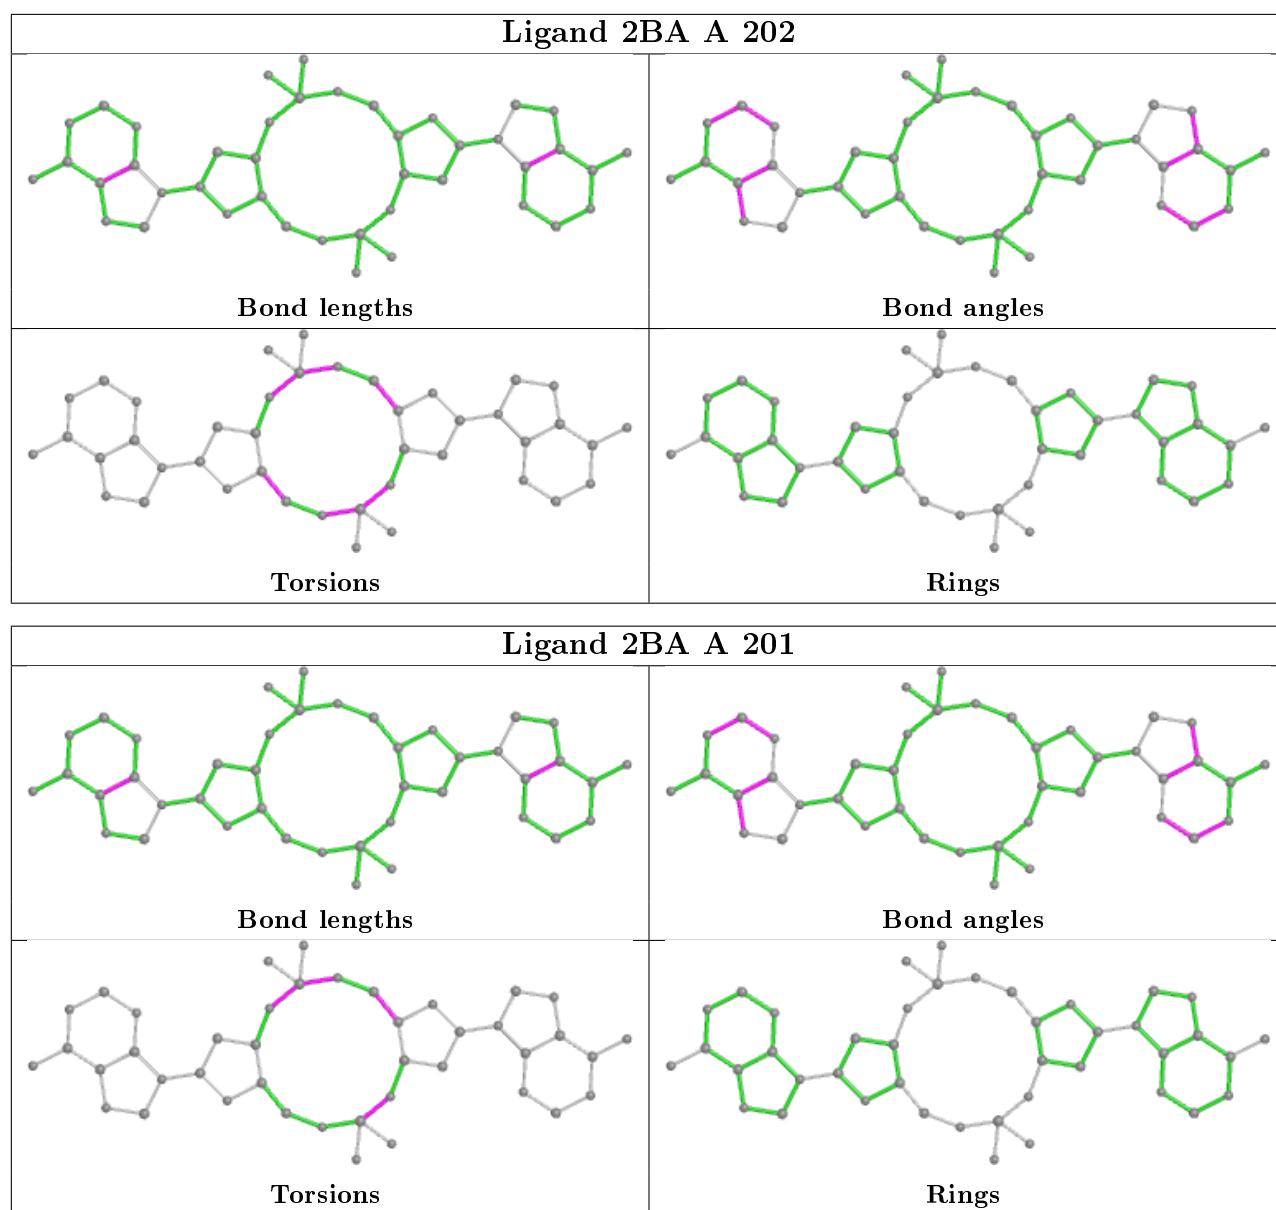 Ligand 2BA A 202
Bond lengths
Bond angles
Torsions
Rings
Ligand 2BA A 201
Bond lengths
Bond angles
Torsions
Rings